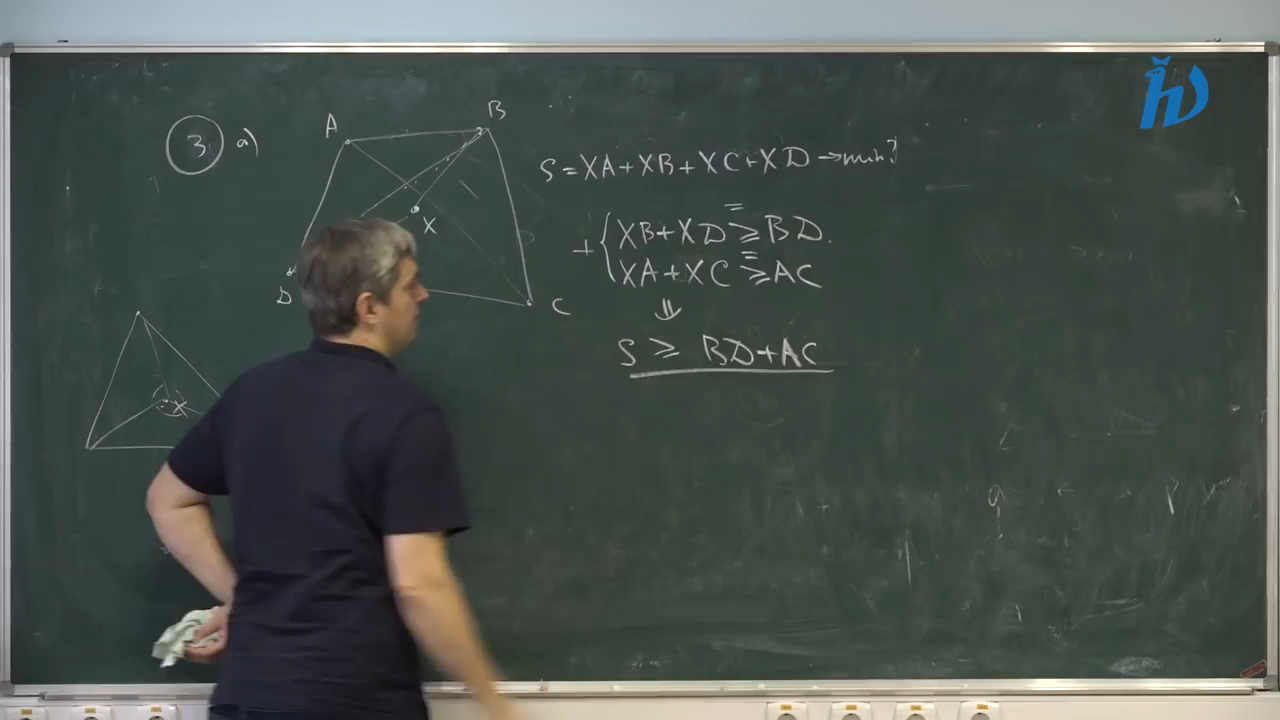 3. a)
A
B
X
D
C
S = XA + XB + XC + XD → min?
=
+ { XB + XD ≥ BD.
=
XA + XC ≥ AC
⇓
S ≥ BD + AC